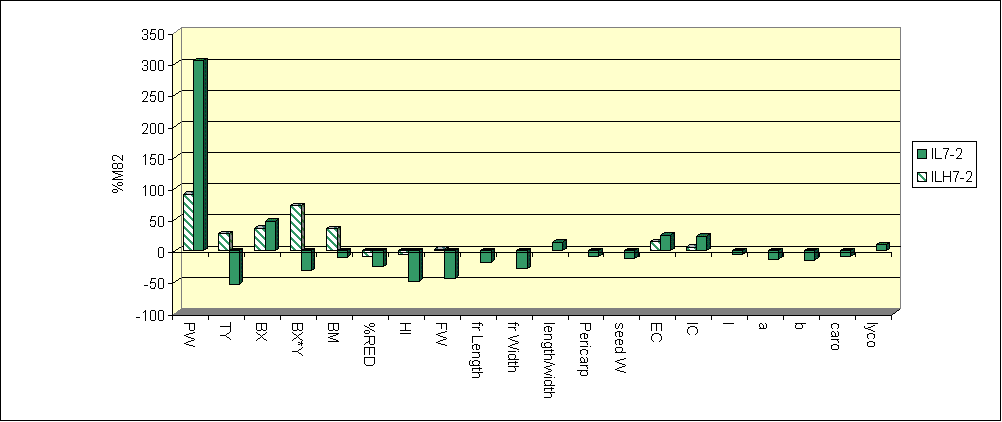 350
300
250
200
150
100
50
0
-50
-100
%M82
PW
TY
BX
BX*Y
BM
%RED
HI
FW
fr Length
fr Width
length/width
Pericarp
seed W
EC
IC
l
a
b
caro
lyco
IL7-2
ILH7-2